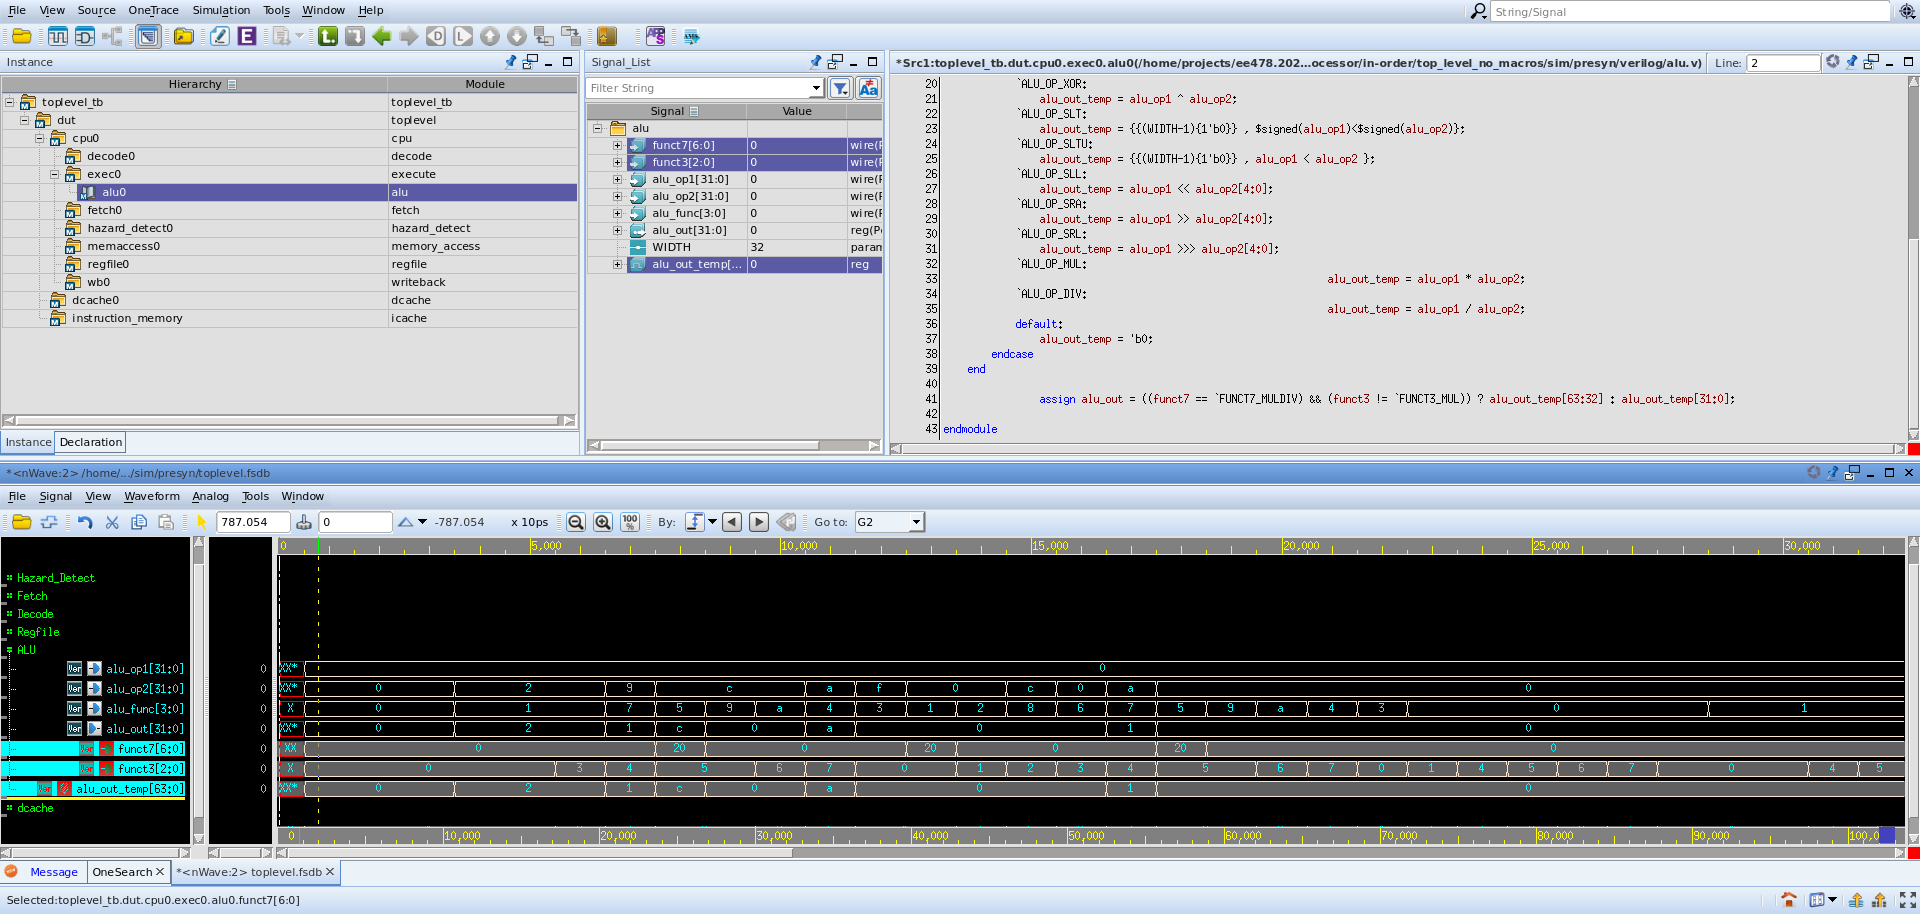 File View Source OneTrace Simulation Tools Window Help
String/Signal
Instance
Hierarchy Module
toplevel_tb toplevel_tb
dut toplevel
cpu0 cpu
decode0 decode
exec0 execute
alu0 alu
fetch0 fetch
hazard_detect0 hazard_detect
memaccess0 memory_access
regfile0 regfile
wb0 writeback
dcache0 dcache
instruction_memory icache
Instance Declaration
Signal_List
Filter String
Signal Value
alu
funct7[6:0] 0 wire(F
funct3[2:0] 0 wire(F
alu_op1[31:0] 0 wire(F
alu_op2[31:0] 0 wire(F
alu_func[3:0] 0 wire(F
alu_out[31:0] 0 reg(P
WIDTH 32 param
alu_out_temp[... 0 reg
*Src1:toplevel_tb.dut.cpu0.exec0.alu0(/home/projects/ee478.202...ocessor/in-order/top_level_no_macros/sim/presyn/verilog/alu.v) Line: 2
20 `ALU_OP_XOR:
21 alu_out_temp = alu_op1 ^ alu_op2;
22 `ALU_OP_SLT:
23 alu_out_temp = {{(WIDTH-1){1'b0}} , $signed(alu_op1)<$signed(alu_op2)};
24 `ALU_OP_SLTU:
25 alu_out_temp = {{(WIDTH-1){1'b0}} , alu_op1 < alu_op2 };
26 `ALU_OP_SLL:
27 alu_out_temp = alu_op1 << alu_op2[4:0];
28 `ALU_OP_SRA:
29 alu_out_temp = alu_op1 >> alu_op2[4:0];
30 `ALU_OP_SRL:
31 alu_out_temp = alu_op1 >>> alu_op2[4:0];
32 `ALU_OP_MUL:
33 alu_out_temp = alu_op1 * alu_op2;
34 `ALU_OP_DIV:
35 alu_out_temp = alu_op1 / alu_op2;
36 default:
37 alu_out_temp = 'b0;
38 endcase
39 end
40
41 assign alu_out = ((funct7 == `FUNCT7_MULDIV) && (funct3 != `FUNCT3_MUL)) ? alu_out_temp[63:32] : alu_out_temp[31:0];
42
43 endmodule
*<nWave:2> /home/.../sim/presyn/toplevel.fsdb
File Signal View Waveform Analog Tools Window
787.054 0 -787.054 x 10ps 100% By: Go to: G2
0 5,000 10,000 15,000 20,000 25,000 30,000
Hazard_Detect
Fetch
Decode
Regfile
ALU
alu_op1[31:0] 0 XX* 0
alu_op2[31:0] 0 XX* 0 2 9 c a f 0 c 0 a 0
alu_func[3:0] 0 X 0 1 7 5 9 a 4 3 1 2 8 6 7 5 9 a 4 3 0 1
alu_out[31:0] 0 XX* 0 2 1 c 0 a 0 1 0
funct7[6:0] 0 XX 0 20 0 20 0 20 0
funct3[2:0] 0 X 0 3 4 5 6 7 0 1 2 3 4 5 6 7 0 1 4 5 6 7 0 4 5
alu_out_temp[63:0] 0 XX* 0 2 1 c 0 a 0 1 0
dcache
0 10,000 20,000 30,000 40,000 50,000 60,000 70,000 80,000 90,000 100,0
Message OneSearch *<nWave:2> toplevel.fsdb
Selected:toplevel_tb.dut.cpu0.exec0.alu0.funct7[6:0]